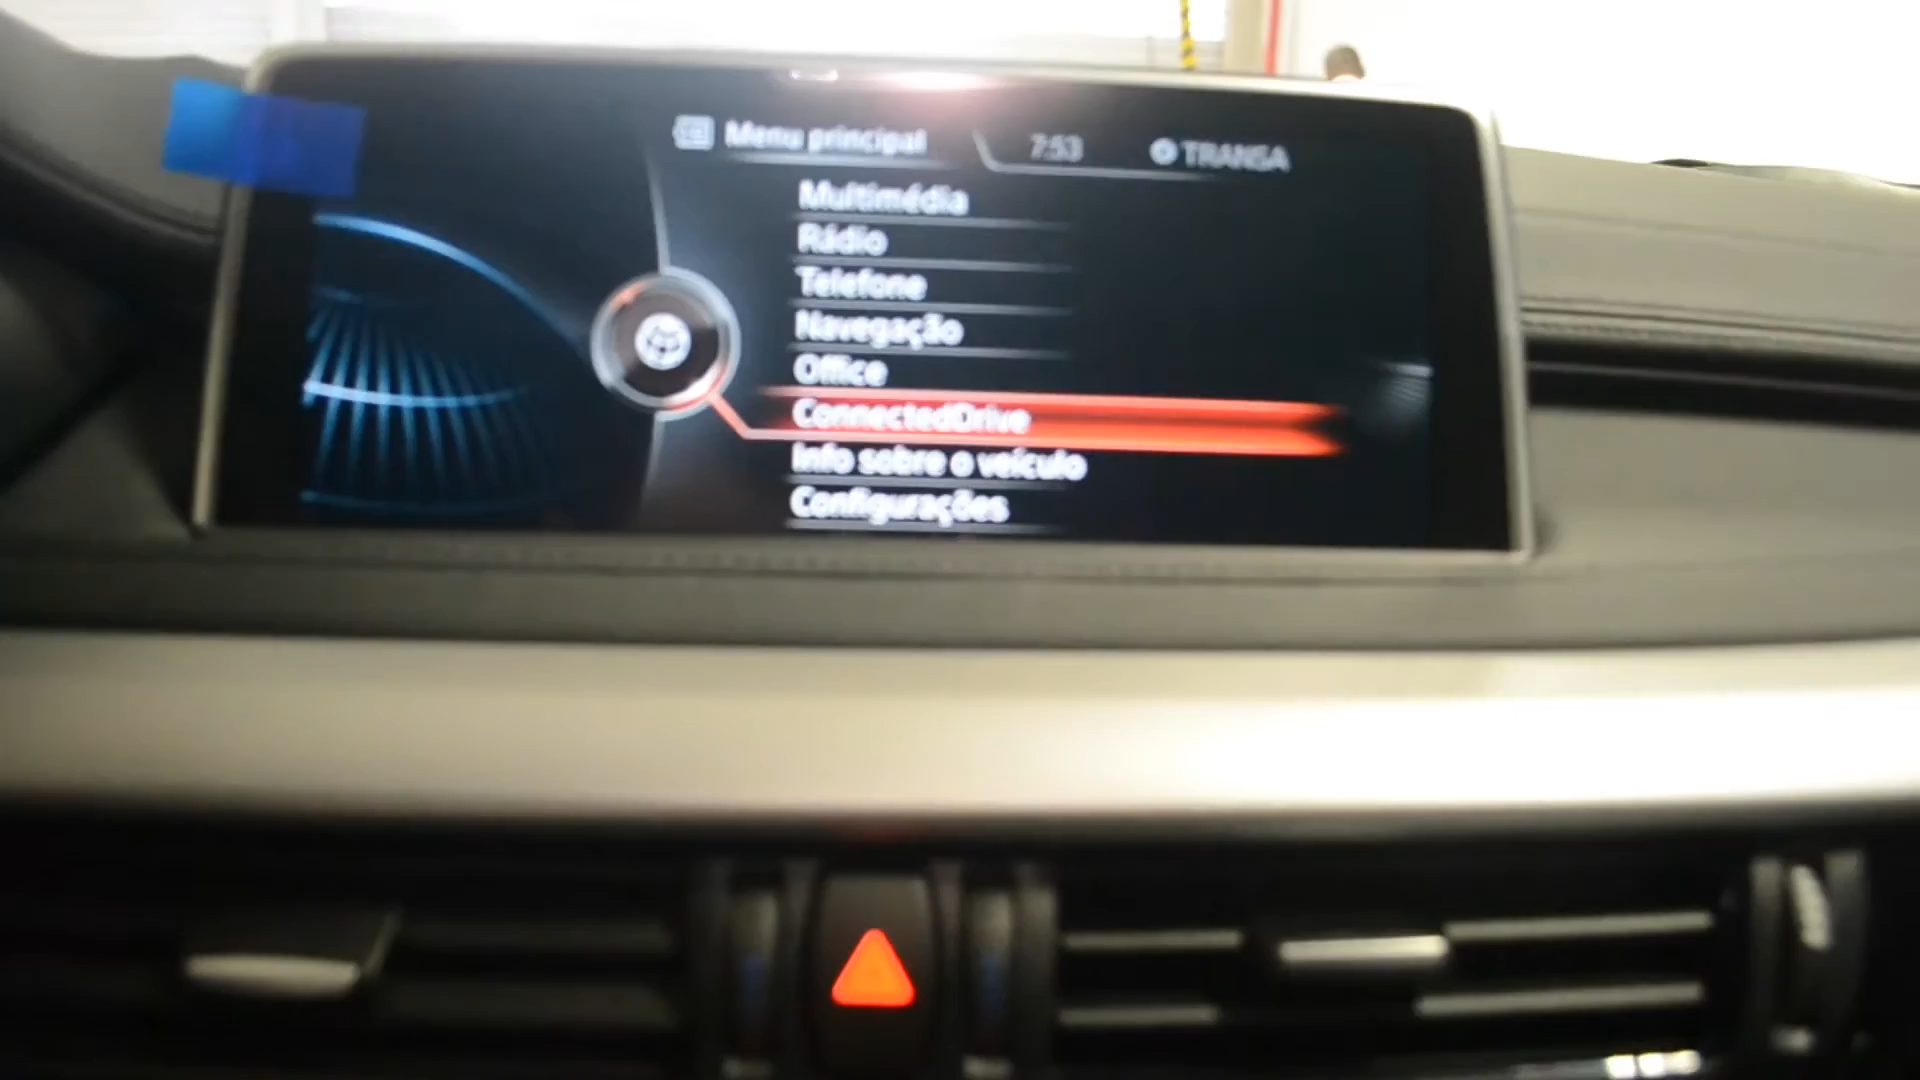 Menu principal
7:53
TRANSA
Multimédia
Rádio
Telefone
Navegação
Office
ConnectedDrive
Info sobre o veículo
Configurações